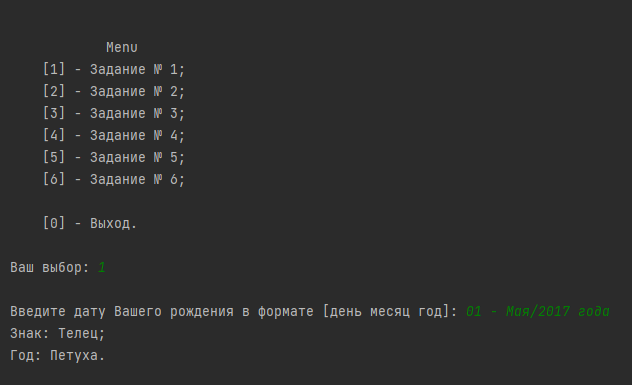 Menu
[1] - Задание № 1;
[2] - Задание № 2;
[3] - Задание № 3;
[4] - Задание № 4;
[5] - Задание № 5;
[6] - Задание № 6;
[0] - Выход.
Ваш выбор: 1
Введите дату Вашего рождения в формате [день месяц год]: 01 - Мая/2017 года
Знак: Телец;
Год: Петуха.